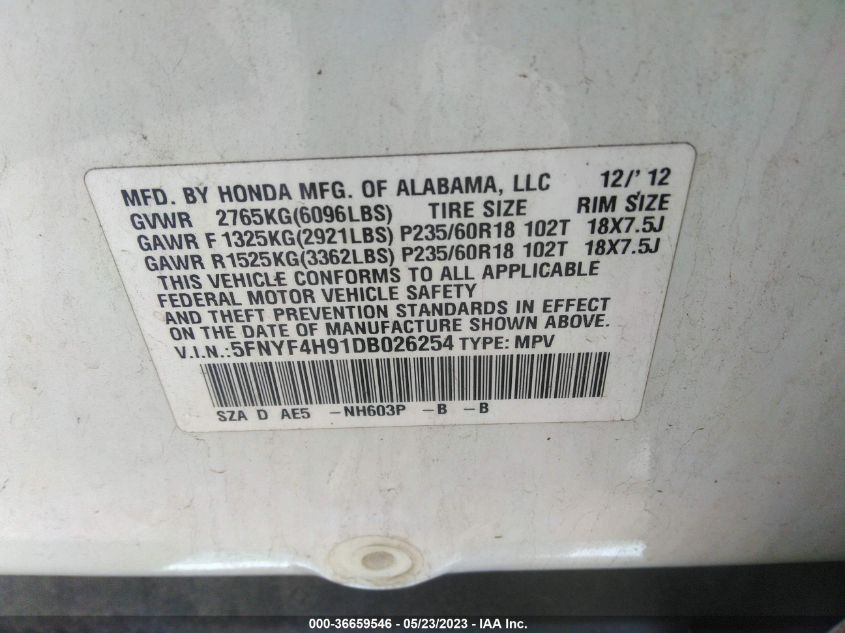 MFD. BY HONDA MFG. OF ALABAMA, LLC 12/'12
GVWR 2765KG(6096LBS) TIRE SIZE RIM SIZE
GAWR F 1325KG(2921LBS) P235/60R18 102T 18X7.5J
GAWR R1525KG(3362LBS) P235/60R18 102T 18X7.5J
THIS VEHICLE CONFORMS TO ALL APPLICABLE
FEDERAL MOTOR VEHICLE SAFETY
AND THEFT PREVENTION STANDARDS IN EFFECT
ON THE DATE OF MANUFACTURE SHOWN ABOVE.
V.I.N.:5FNYF4H91DB026254 TYPE: MPV
SZA D AE5 -NH603P -B -B
000-36659546 - 05/23/2023 - IAA Inc.